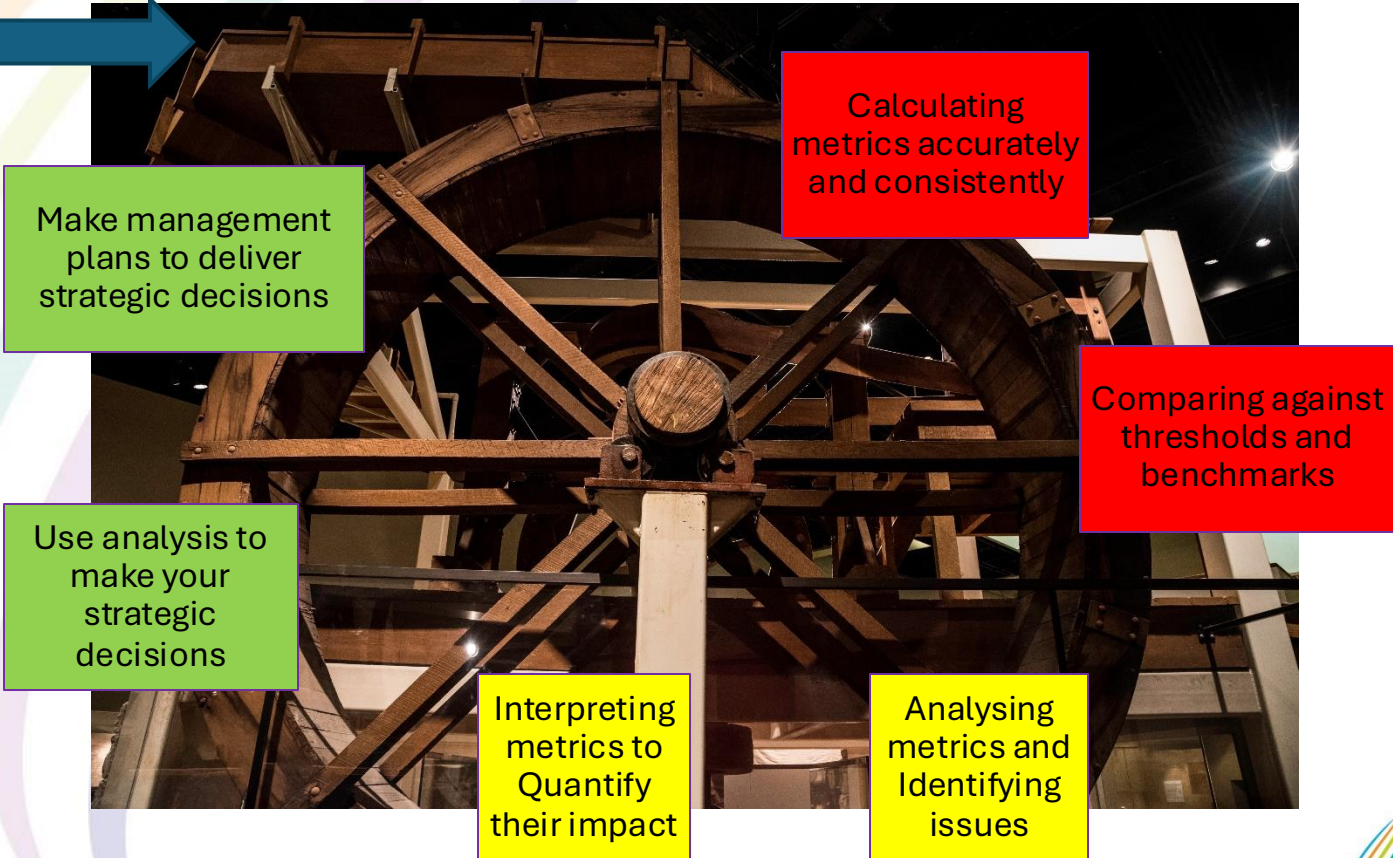 Calculating
metrics accurately
and consistently
Make management
plans to deliver
strategic decisions
Comparing against
thresholds and
benchmarks
Use analysis to
make your
strategic
decisions
Interpreting
metrics to
Quantify
their impact
Analysing
metrics and
Identifying
issues